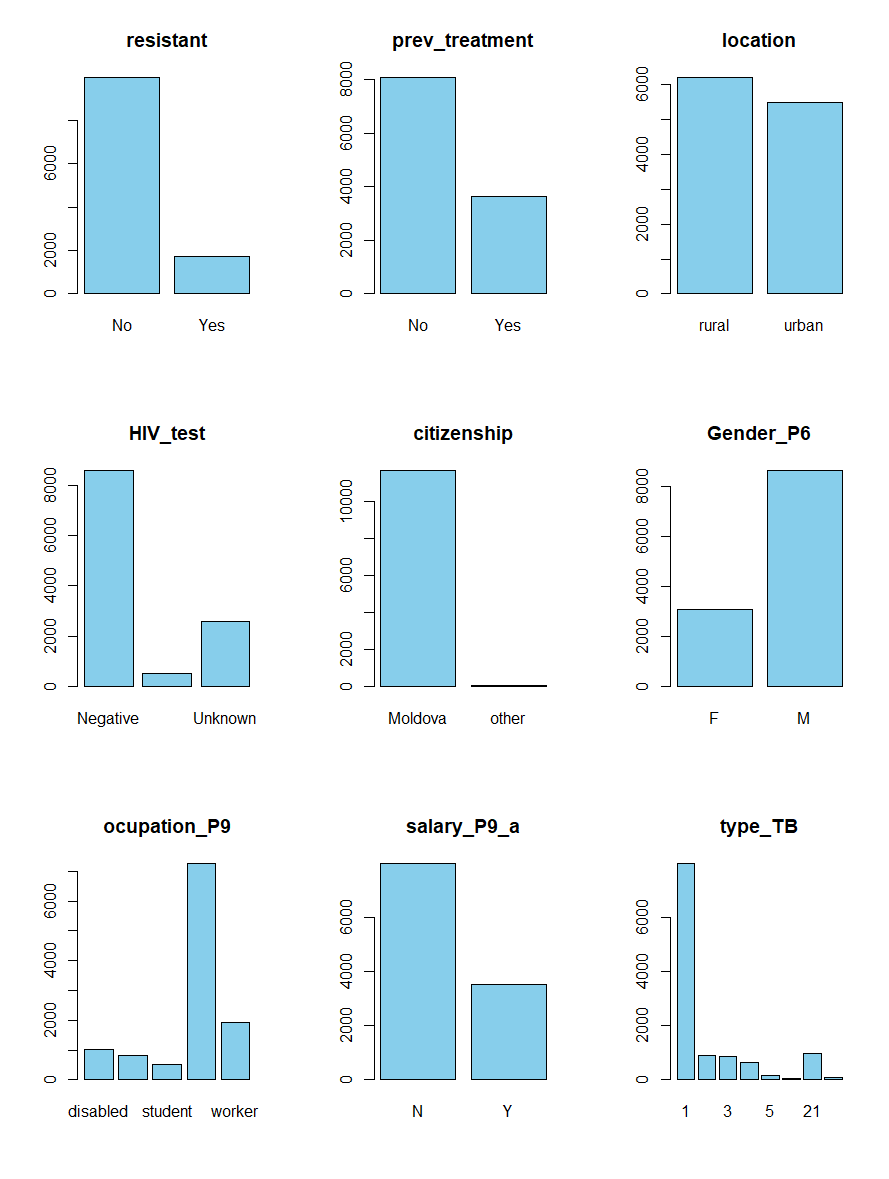 resistant
0 2000 6000
No Yes
prev_treatment
0 2000 4000 6000 8000
No Yes
location
0 2000 4000 6000
rural urban
HIV_test
0 2000 4000 6000 8000
Negative Unknown
citizenship
0 2000 6000 10000
Moldova other
Gender_P6
0 2000 4000 6000 8000
F M
ocupation_P9
0 2000 4000 6000
disabled student worker
salary_P9_a
0 2000 4000 6000
N Y
type_TB
0 2000 4000 6000
1 3 5 21